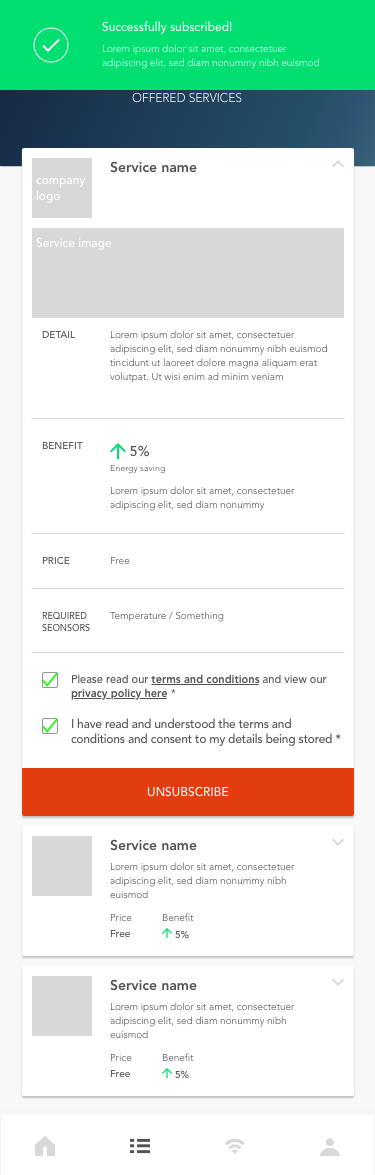 Successfully subscribed!
Lorem ipsum dolor sit amet, consectetuer
adipiscing elit, sed diam nonummy nibh euismod
OFFERED SERVICES
company
logo
Service name
Service image
DETAIL
Lorem ipsum dolor sit amet, consectetuer
adipiscing elit, sed diam nonummy nibh euismod
tincidunt ut laoreet dolore magna aliquam erat
volutpat. Ut wisi enim ad minim veniam
BENEFIT
5%
Energy saving
Lorem ipsum dolor sit amet, consectetuer
adipiscing elit, sed diam nonummy
PRICE
Free
REQUIRED
SEONSORS
Temperature / Something
Please read our terms and conditions and view our
privacy policy here *
I have read and understood the terms and
conditions and consent to my details being stored *
UNSUBSCRIBE
Service name
Lorem ipsum dolor sit amet, consectetuer
adipiscing elit, sed diam nonummy nibh
euismod
Price Benefit
Free 5%
Service name
Lorem ipsum dolor sit amet, consectetuer
adipiscing elit, sed diam nonummy nibh
euismod
Price Benefit
Free 5%